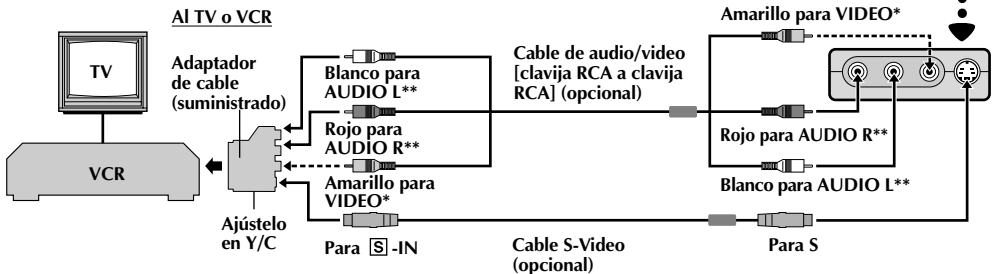 Al TV o VCR
TV
VCR
Adaptador
de cable
(suministrado)
Ajústelo
en Y/C
Blanco para
AUDIO L**
Rojo para
AUDIO R**
Amarillo para
VIDEO*
Para S -IN
Cable de audio/video
[clavija RCA a clavija
RCA] (opcional)
Cable S-Video
(opcional)
Amarillo para VIDEO*
Rojo para AUDIO R**
Blanco para AUDIO L**
Para S